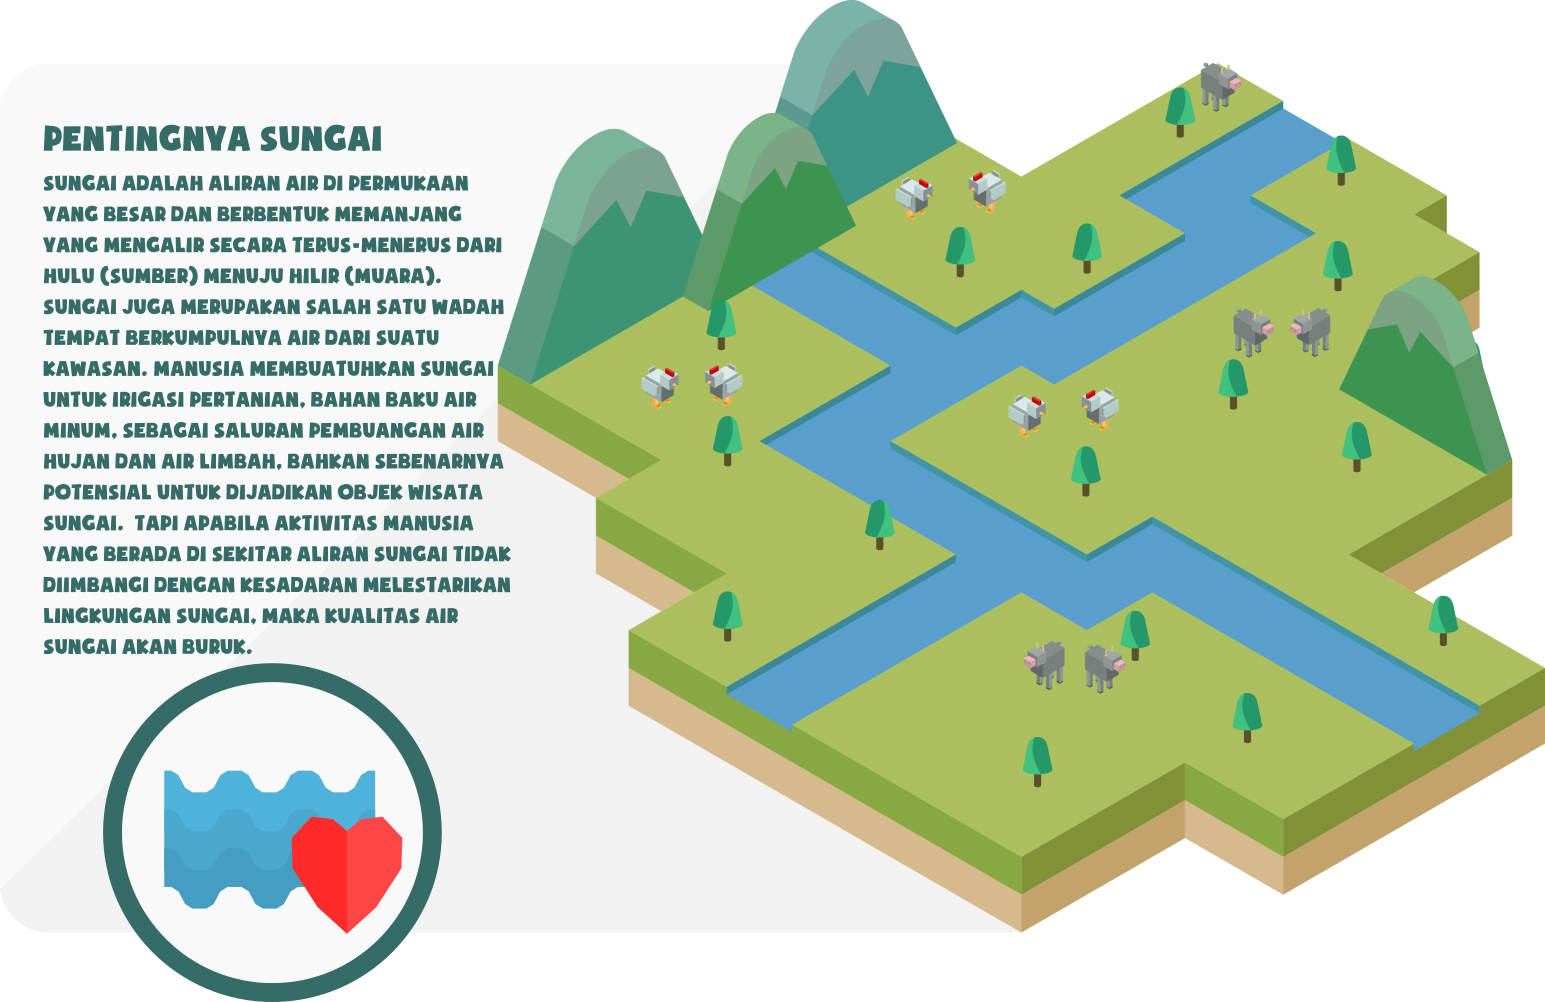 PENTINGNYA SUNGAI
SUNGAI ADALAH ALIRAN AIR DI PERMUKAAN
YANG BESAR DAN BERBENTUK MEMANJANG
YANG MENGALIR SECARA TERUS-MENERUS DARI
HULU (SUMBER) MENUJU HILIR (MUARA).
SUNGAI JUGA MERUPAKAN SALAH SATU WADAH
TEMPAT BERKUMPULNYA AIR DARI SUATU
KAWASAN. MANUSIA MEMBUATUHKAN SUNGAI
UNTUK IRIGASI PERTANIAN, BAHAN BAKU AIR
MINUM, SEBAGAI SALURAN PEMBUANGAN AIR
HUJAN DAN AIR LIMBAH, BAHKAN SEBENARNYA
POTENSIAL UNTUK DIJADIKAN OBJEK WISATA
SUNGAI. TAPI APABILA AKTIVITAS MANUSIA
YANG BERADA DI SEKITAR ALIRAN SUNGAI TIDAK
DIIMBANGI DENGAN KESADARAN MELESTARIKAN
LINGKUNGAN SUNGAI, MAKA KUALITAS AIR
SUNGAI AKAN BURUK.